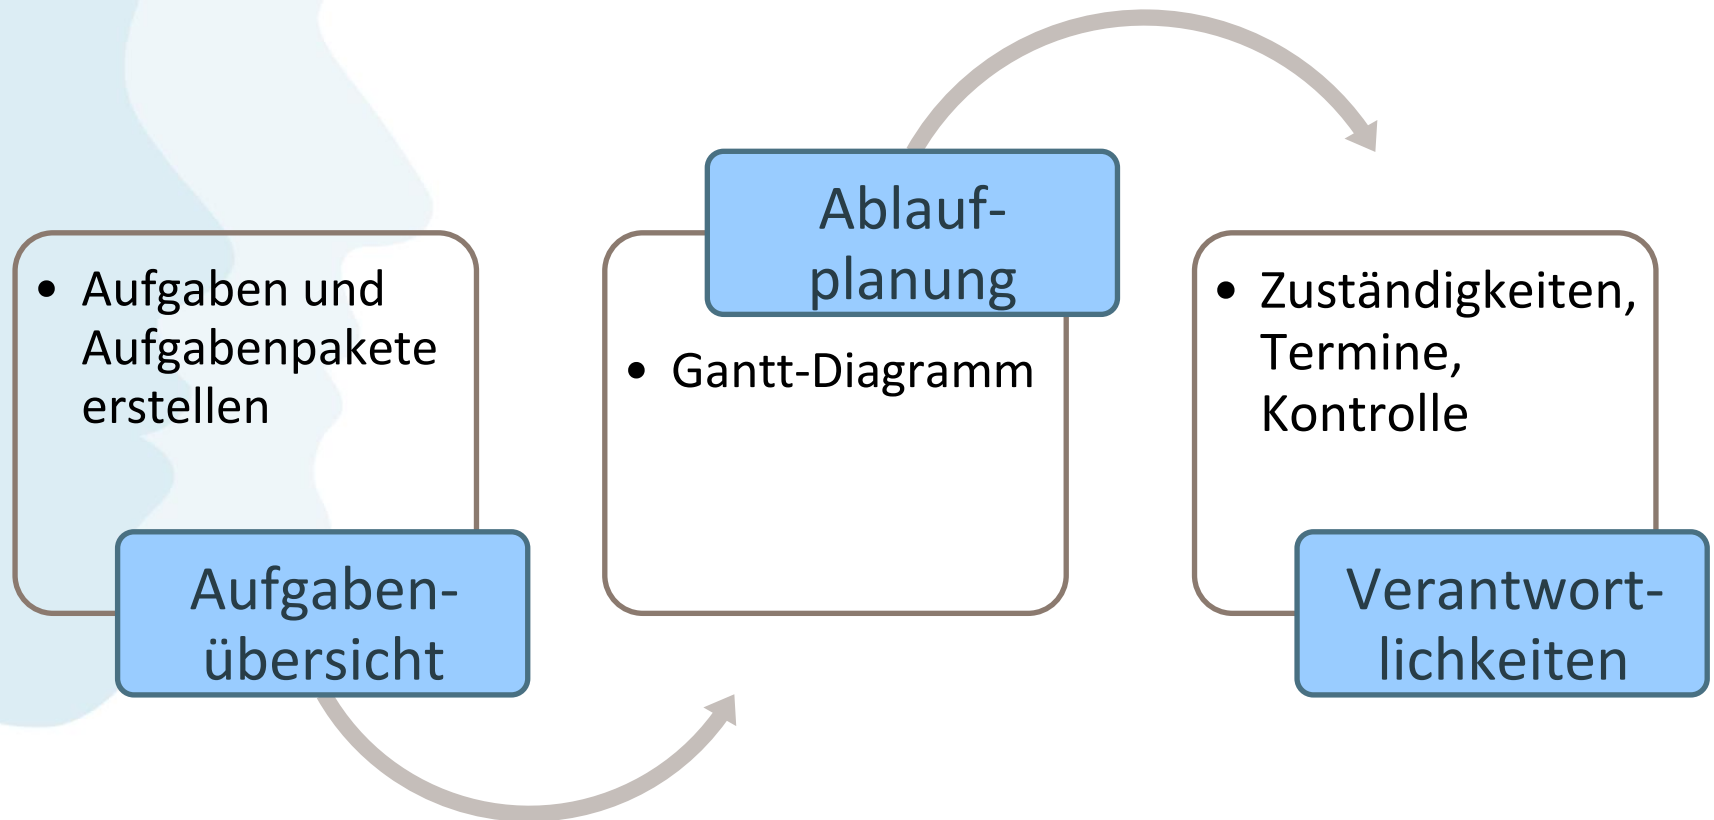 • Aufgaben und
Aufgabenpakete
erstellen
Aufgaben-
übersicht
Ablauf-
planung
• Gantt-Diagramm
• Zuständigkeiten,
Termine,
Kontrolle
Verantwort-
lichkeiten